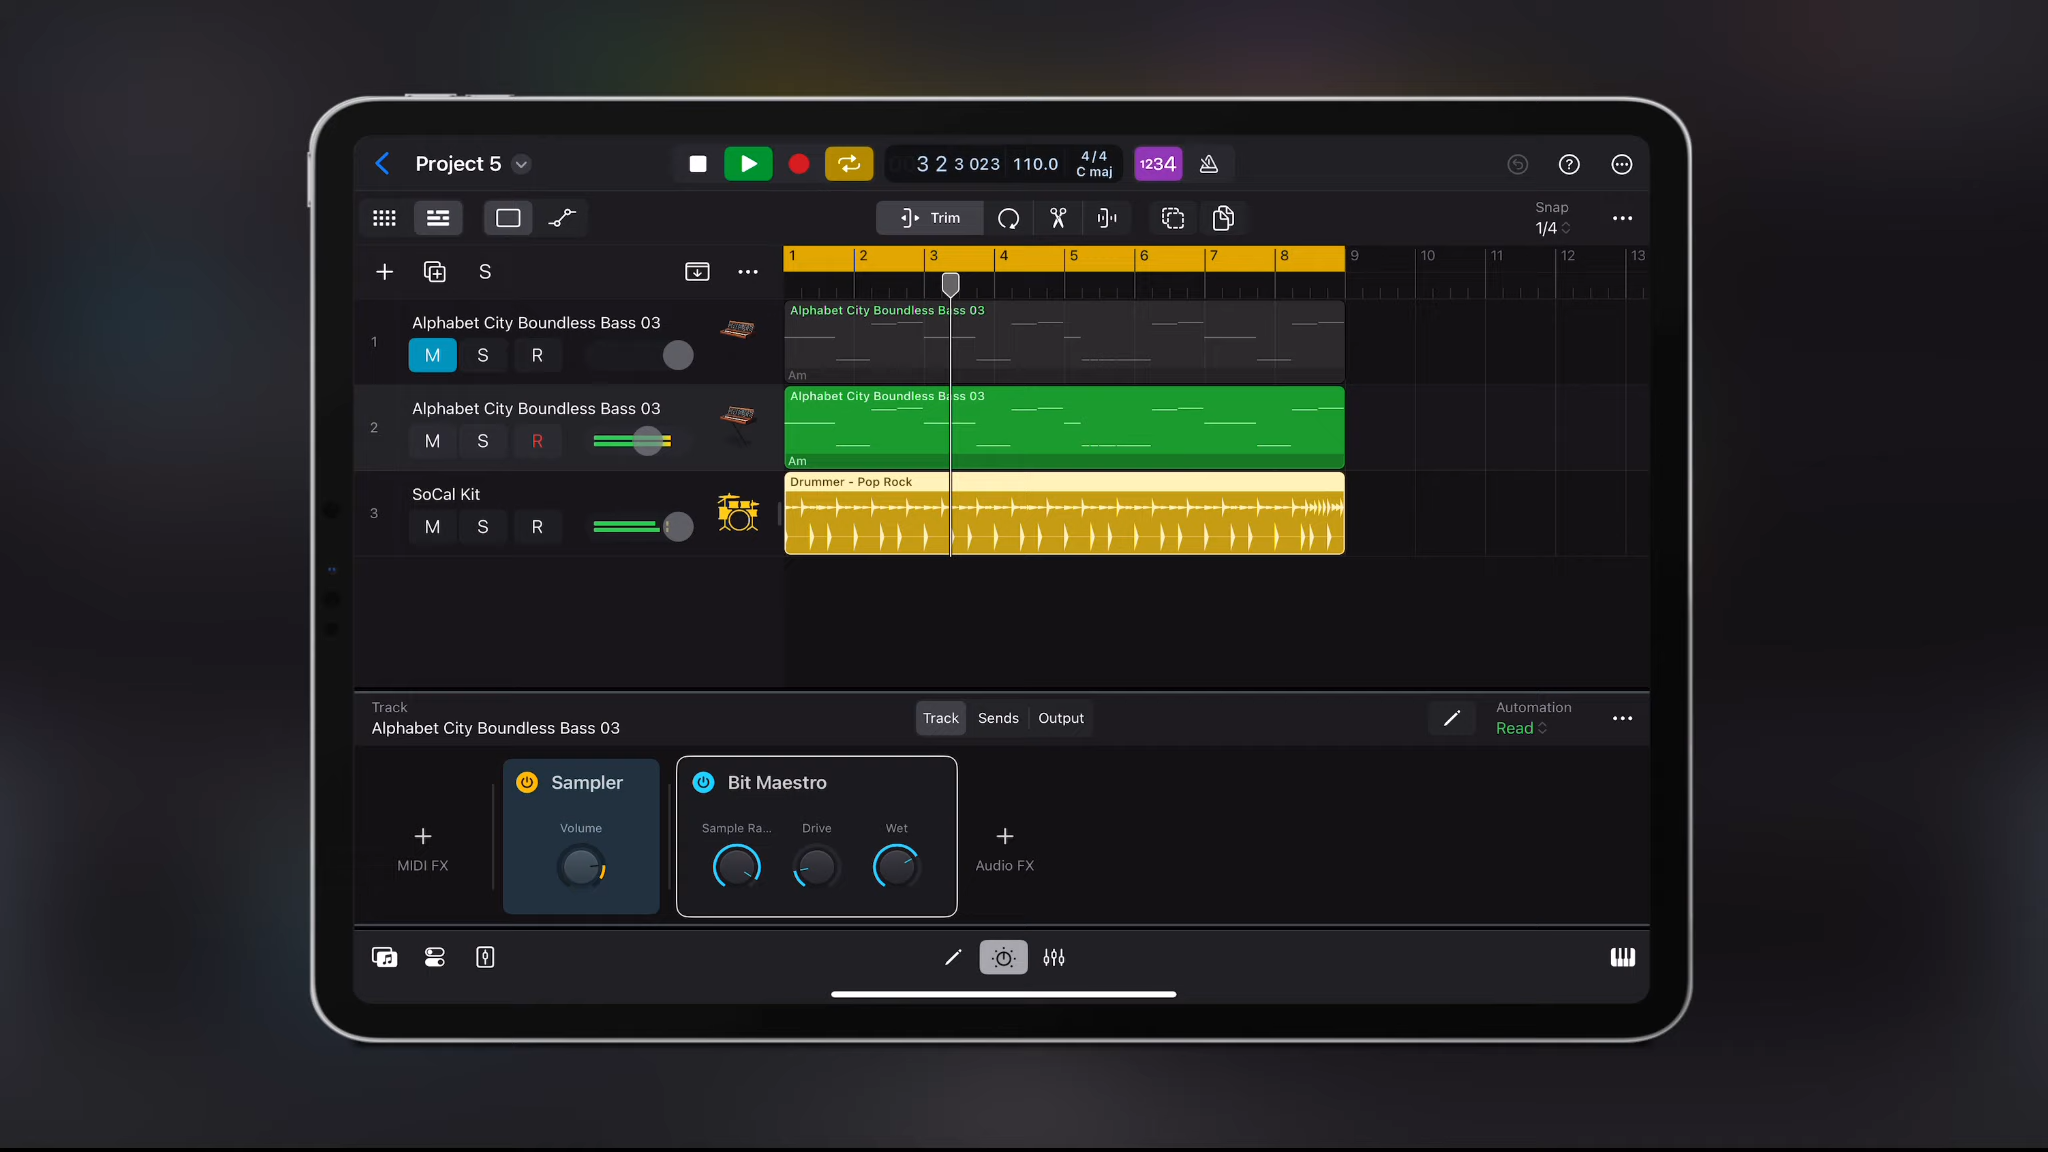 Project 5
3 2 3 023 110.0 4/4 C maj 1234
Trim
Snap
1/4
S
1 2 3 4 5 6 7 8 9 10 11 12 13
1
Alphabet City Boundless Bass 03
M S R
Alphabet City Boundless Bass 03
Am
2
Alphabet City Boundless Bass 03
M S R
Alphabet City Boundless Bass 03
Am
3
SoCal Kit
M S R
Drummer - Pop Rock
Track
Alphabet City Boundless Bass 03
Track Sends Output
Automation
Read
MIDI FX
Sampler
Volume
Bit Maestro
Sample Ra... Drive Wet
Audio FX